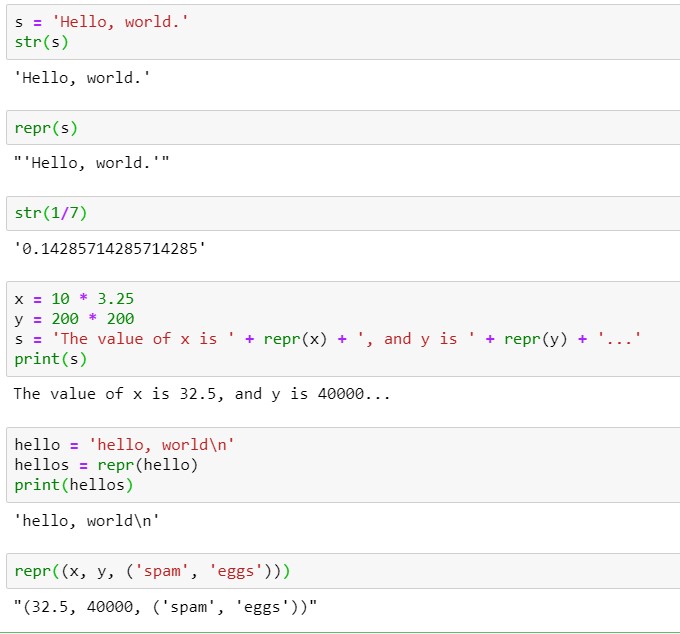 s = 'Hello, world.'
str(s)
'Hello, world.'
repr(s)
"'Hello, world.'"
str(1/7)
'0.14285714285714285'
x = 10 * 3.25
y = 200 * 200
s = 'The value of x is ' + repr(x) + ', and y is ' + repr(y) + '...'
print(s)
The value of x is 32.5, and y is 40000...
hello = 'hello, world\n'
hellos = repr(hello)
print(hellos)
'hello, world\n'
repr((x, y, ('spam', 'eggs')))
"(32.5, 40000, ('spam', 'eggs'))"